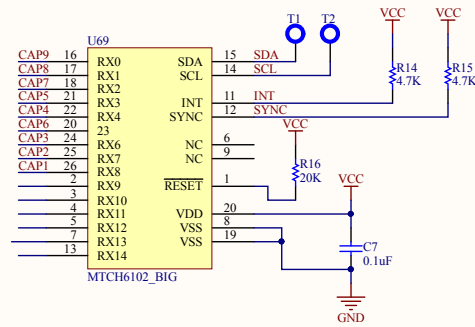 T1 T2 VCC VCC
U69
CAP9 16 RX0 SDA 15 SDA
CAP8 17 RX1 SCL 14 SCL
R14 4.7K
R15 4.7K
CAP7 18 RX2
CAP5 21 RX3 INT 11 INT
CAP4 22 RX4 SYNC 12 SYNC
CAP6 20 23
VCC
CAP3 24 RX6 NC 6
CAP2 25 RX7 NC 9
CAP1 26 RX8
R16 20K
2 RX9 RESET 1
3 RX10
VCC
4 RX11 VDD 20
5 RX12 VSS 8
7 RX13 VSS 19
13 RX14
C7
0.1uF
MTCH6102_BIG
GND